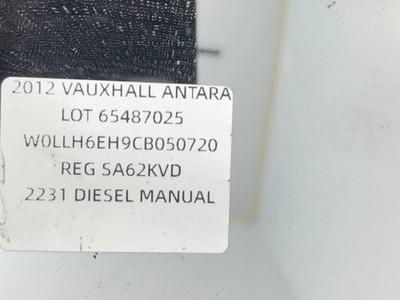 2012 VAUXHALL ANTARA
LOT 65487025
W0LLH6EH9CB050720
REG SA62KVD
2231 DIESEL MANUAL